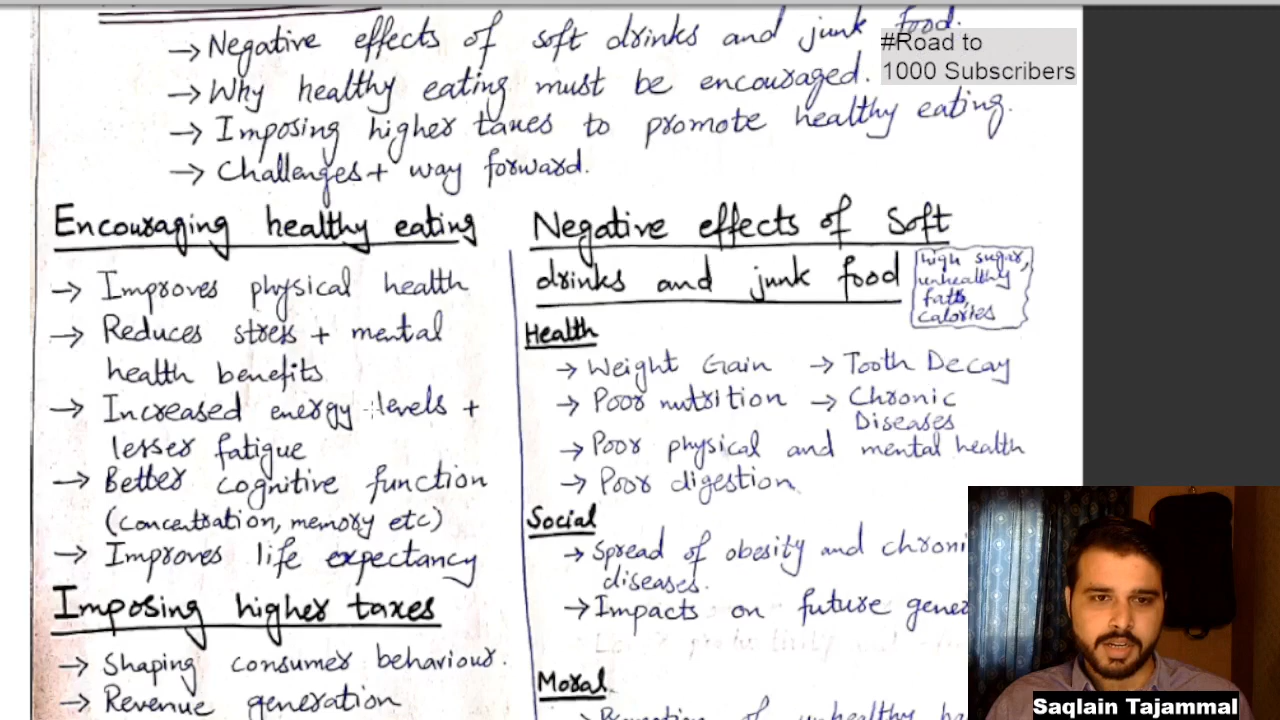 → Negative effects of soft drinks and junk food.
→ Why healthy eating must be encouraged.
→ Imposing higher taxes to promote healthy eating.
→ Challenges + way forward.
#Road to
1000 Subscribers
Encouraging healthy eating
→ Improves physical health
→ Reduces stress + mental
health benefits
→ Increased energy levels +
lesser fatigue
→ Better cognitive function
(concentration, memory etc)
→ Improves life expectancy
Imposing higher taxes
→ Shaping consumer behaviour.
→ Revenue generation
Negative effects of Soft
drinks and junk food
high sugar,
unhealthy
fats,
calories
Health
→ Weight Gain → Tooth Decay
→ Poor nutrition → Chronic
Diseases
→ Poor physical and mental health
→ Poor digestion
Social
→ Spread of obesity and chroni
diseases.
→ Impacts on future gener
Moral
of unhealthy
Saqlain Tajammal